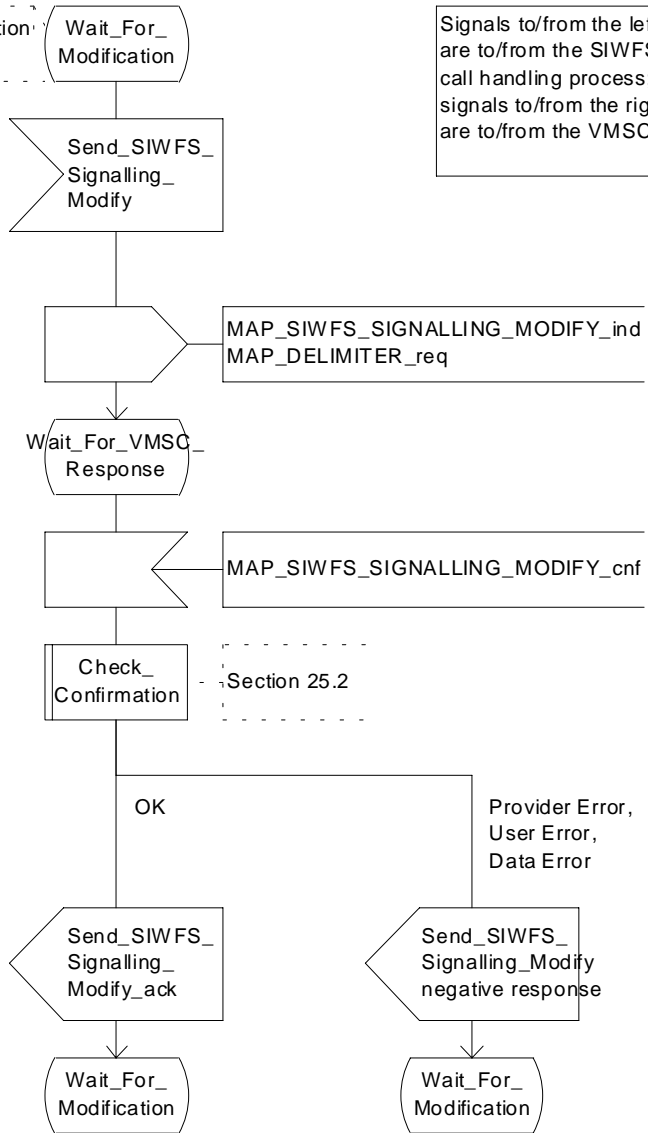 tion
Wait_For_
Modification
Signals to/from the lef
are to/from the SIWFS
call handling process
signals to/from the rig
are to/from the VMSC
Send_SIWFS_
Signalling_
Modify
MAP_SIWFS_SIGNALLING_MODIFY_ind
MAP_DELIMITER_req
Wait_For_VMSC_
Response
MAP_SIWFS_SIGNALLING_MODIFY_cnf
Check_
Confirmation
Section 25.2
OK
Provider Error,
User Error,
Data Error
Send_SIWFS_
Signalling_
Modify_ack
Send_SIWFS_
Signalling_Modify
negative response
Wait_For_
Modification
Wait_For_
Modification